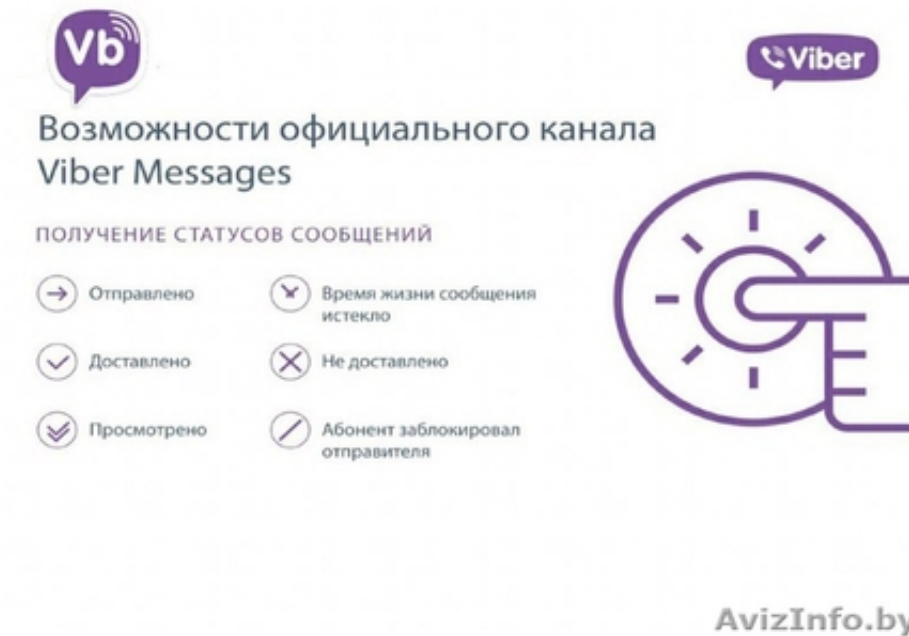 Vb
Viber
Возможности официального канала
Viber Messages
ПОЛУЧЕНИЕ СТАТУСОВ СООБЩЕНИЙ
Отправлено
Доставлено
Просмотрено
Время жизни сообщения
истекло
Не доставлено
Абонент заблокировал
отправителя
AvizInfo.by